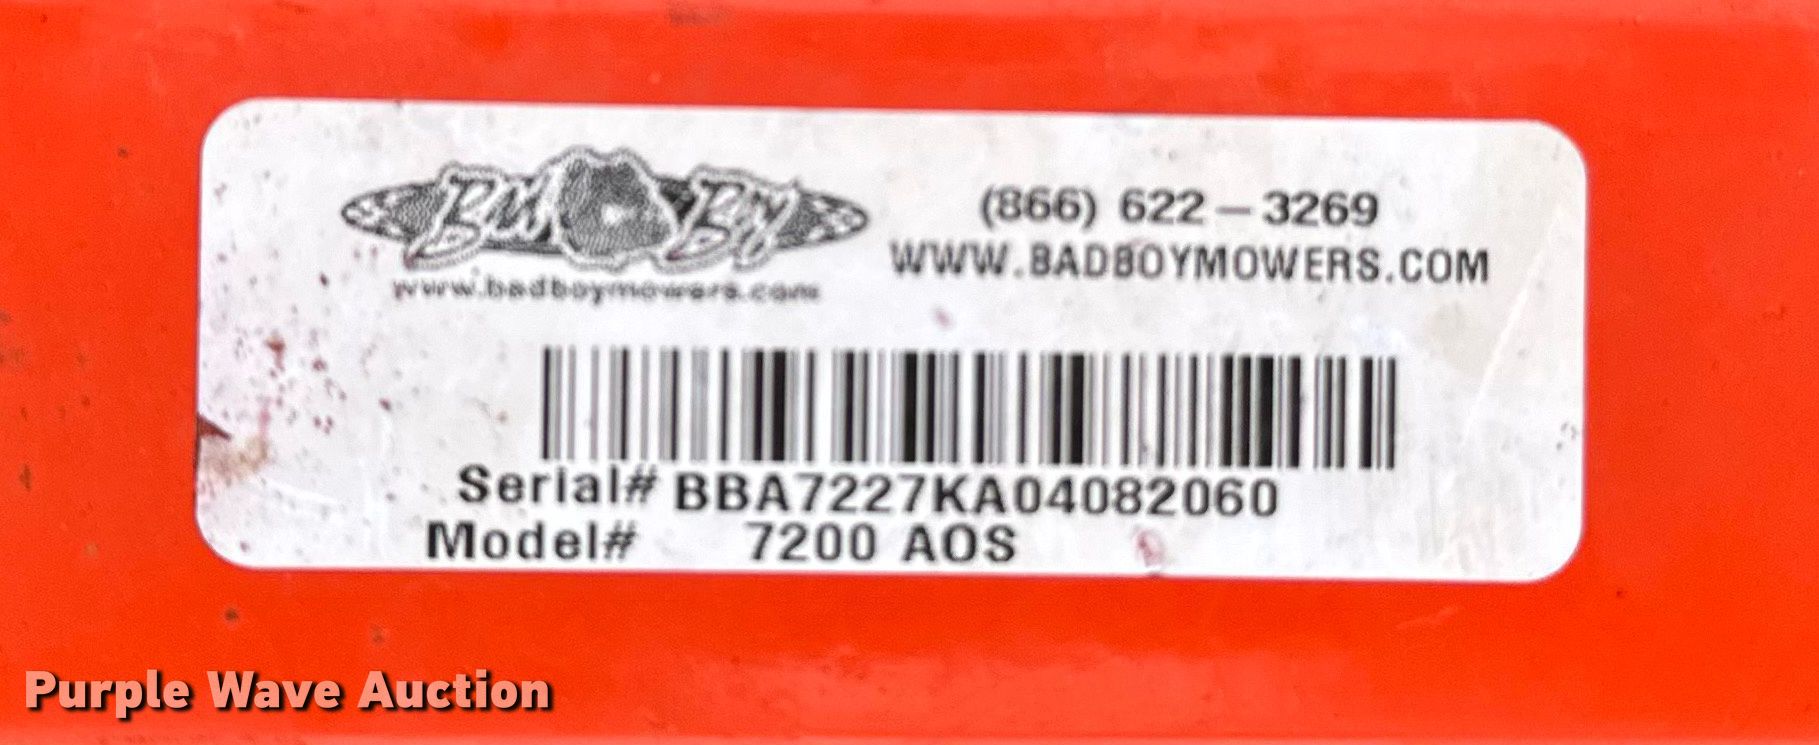 BAD BOY
www.badboymowers.com
(866) 622-3269
WWW.BADBOYMOWERS.COM
Serial# BBA7227KA04082060
Model# 7200 AOS
Purple Wave Auction